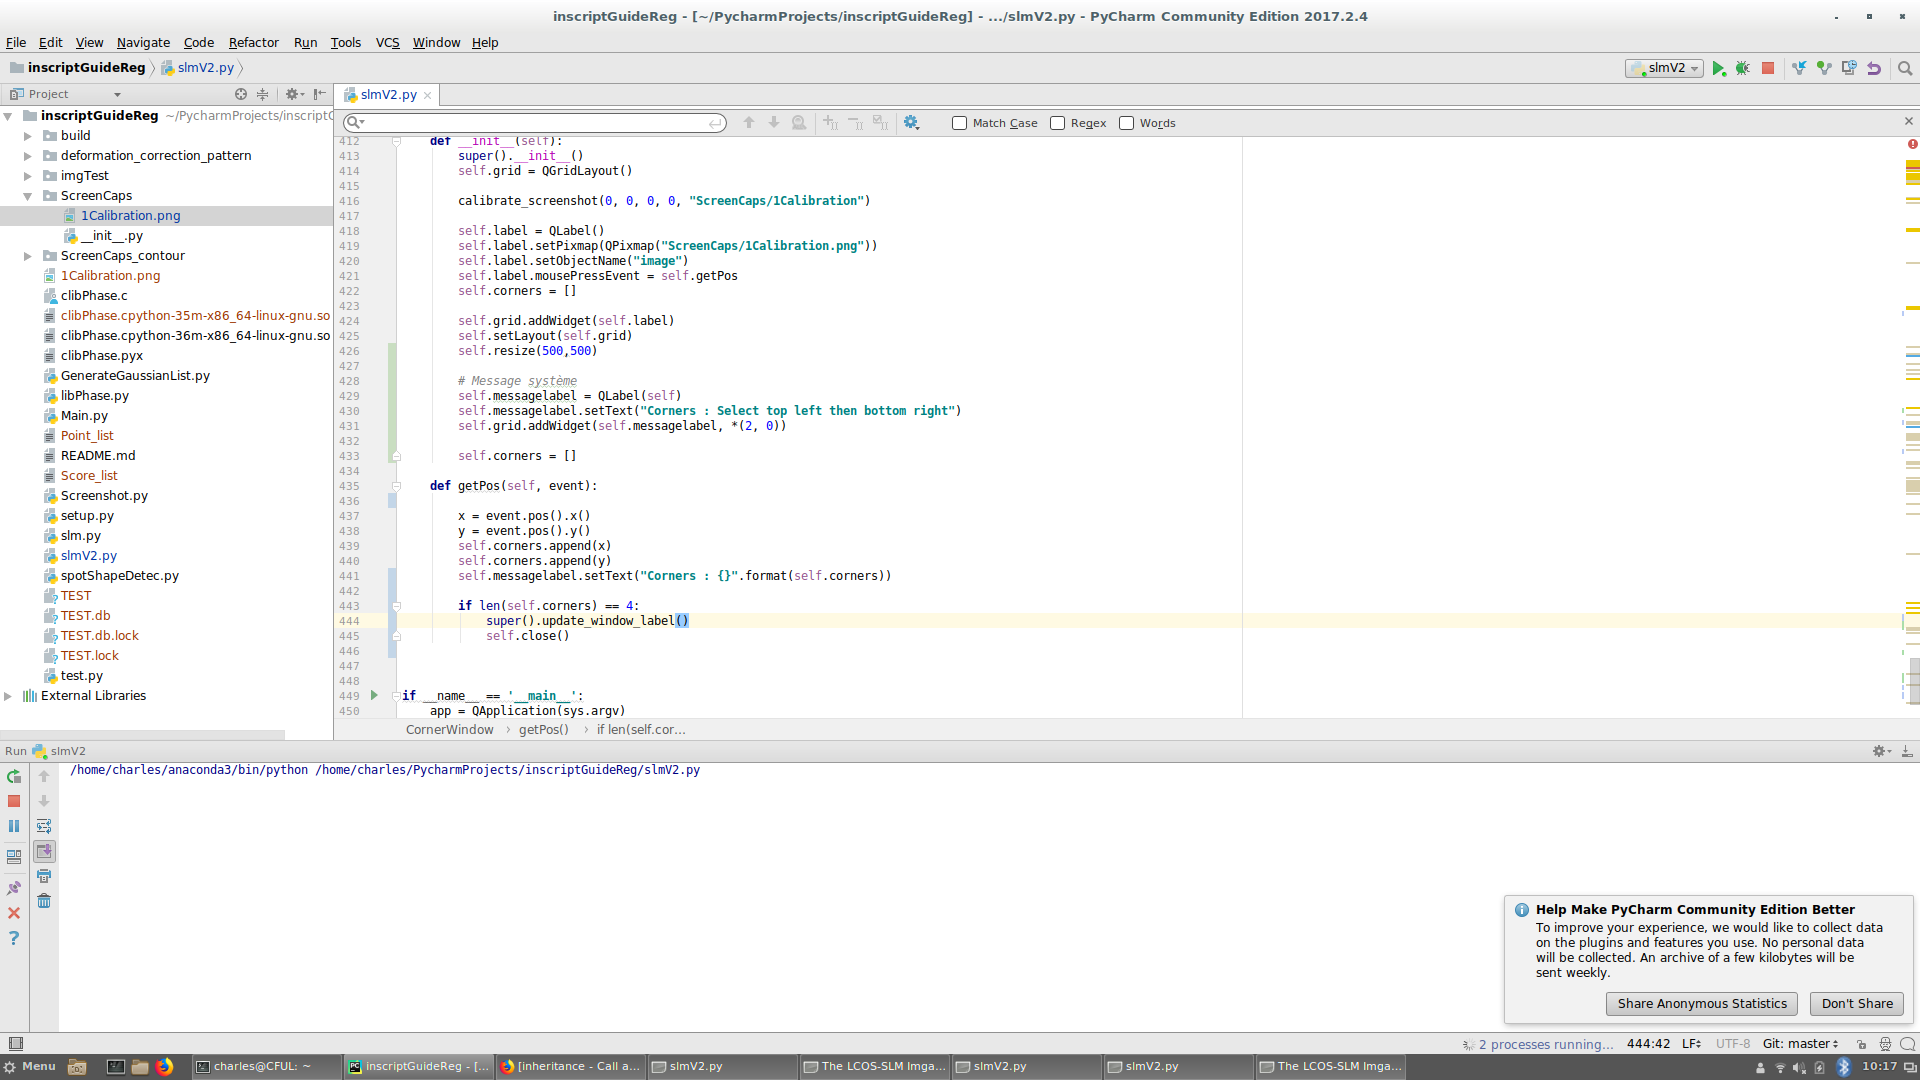 inscriptGuideReg - [~/PycharmProjects/inscriptGuideReg] - .../slmV2.py - PyCharm Community Edition 2017.2.4
File Edit View Navigate Code Refactor Run Tools VCS Window Help
inscriptGuideReg slmV2.py
slmV2
Project
slmV2.py
inscriptGuideReg ~/PycharmProjects/inscriptG
build
deformation_correction_pattern
imgTest
ScreenCaps
1Calibration.png
__init__.py
ScreenCaps_contour
1Calibration.png
clibPhase.c
clibPhase.cpython-35m-x86_64-linux-gnu.so
clibPhase.cpython-36m-x86_64-linux-gnu.so
clibPhase.pyx
GenerateGaussianList.py
libPhase.py
Main.py
Point_list
README.md
Score_list
Screenshot.py
setup.py
slm.py
slmV2.py
spotShapeDetec.py
TEST
TEST.db
TEST.db.lock
TEST.lock
test.py
External Libraries
Match Case Regex Words
412 def __init__(self):
413 super().__init__()
414 self.grid = QGridLayout()
415
416 calibrate_screenshot(0, 0, 0, 0, "ScreenCaps/1Calibration")
417
418 self.label = QLabel()
419 self.label.setPixmap(QPixmap("ScreenCaps/1Calibration.png"))
420 self.label.setObjectName("image")
421 self.label.mousePressEvent = self.getPos
422 self.corners = []
423
424 self.grid.addWidget(self.label)
425 self.setLayout(self.grid)
426 self.resize(500,500)
427
428 # Message système
429 self.messagelabel = QLabel(self)
430 self.messagelabel.setText("Corners : Select top left then bottom right")
431 self.grid.addWidget(self.messagelabel, *(2, 0))
432
433 self.corners = []
434
435 def getPos(self, event):
436
437 x = event.pos().x()
438 y = event.pos().y()
439 self.corners.append(x)
440 self.corners.append(y)
441 self.messagelabel.setText("Corners : {}".format(self.corners))
442
443 if len(self.corners) == 4:
444 super().update_window_label()
445 self.close()
446
447
448
449 if __name__ == '__main__':
450 app = QApplication(sys.argv)
CornerWindow getPos() if len(self.cor...
Run slmV2
/home/charles/anaconda3/bin/python /home/charles/PycharmProjects/inscriptGuideReg/slmV2.py
Help Make PyCharm Community Edition Better
To improve your experience, we would like to collect data
on the plugins and features you use. No personal data
will be collected. An archive of a few kilobytes will be
sent weekly.
Share Anonymous Statistics Don't Share
2 processes running... 444:42 LF UTF-8 Git: master
Menu charles@CFUL: ~ inscriptGuideReg - [... [inheritance - Call a... slmV2.py The LCOS-SLM Imga... slmV2.py slmV2.py The LCOS-SLM Imga... 10:17